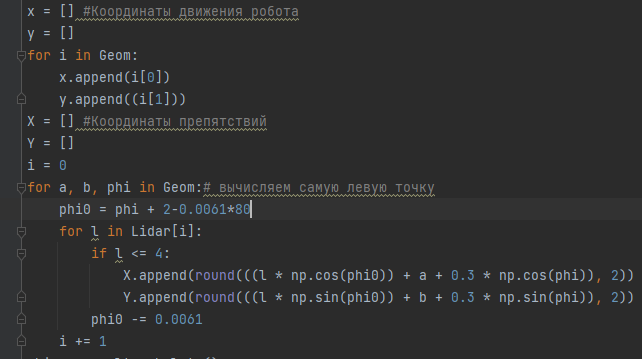 x = [] #Координаты движения робота
y = []
for i in Geom:
    x.append(i[0])
    y.append((i[1]))
X = [] #Координаты препятствий
Y = []
i = 0
for a, b, phi in Geom:# вычисляем самую левую точку
    phi0 = phi + 2-0.0061*80
    for l in Lidar[i]:
        if l <= 4:
            X.append(round(((l * np.cos(phi0)) + a + 0.3 * np.cos(phi)), 2))
            Y.append(round(((l * np.sin(phi0)) + b + 0.3 * np.sin(phi)), 2))
        phi0 -= 0.0061
    i += 1